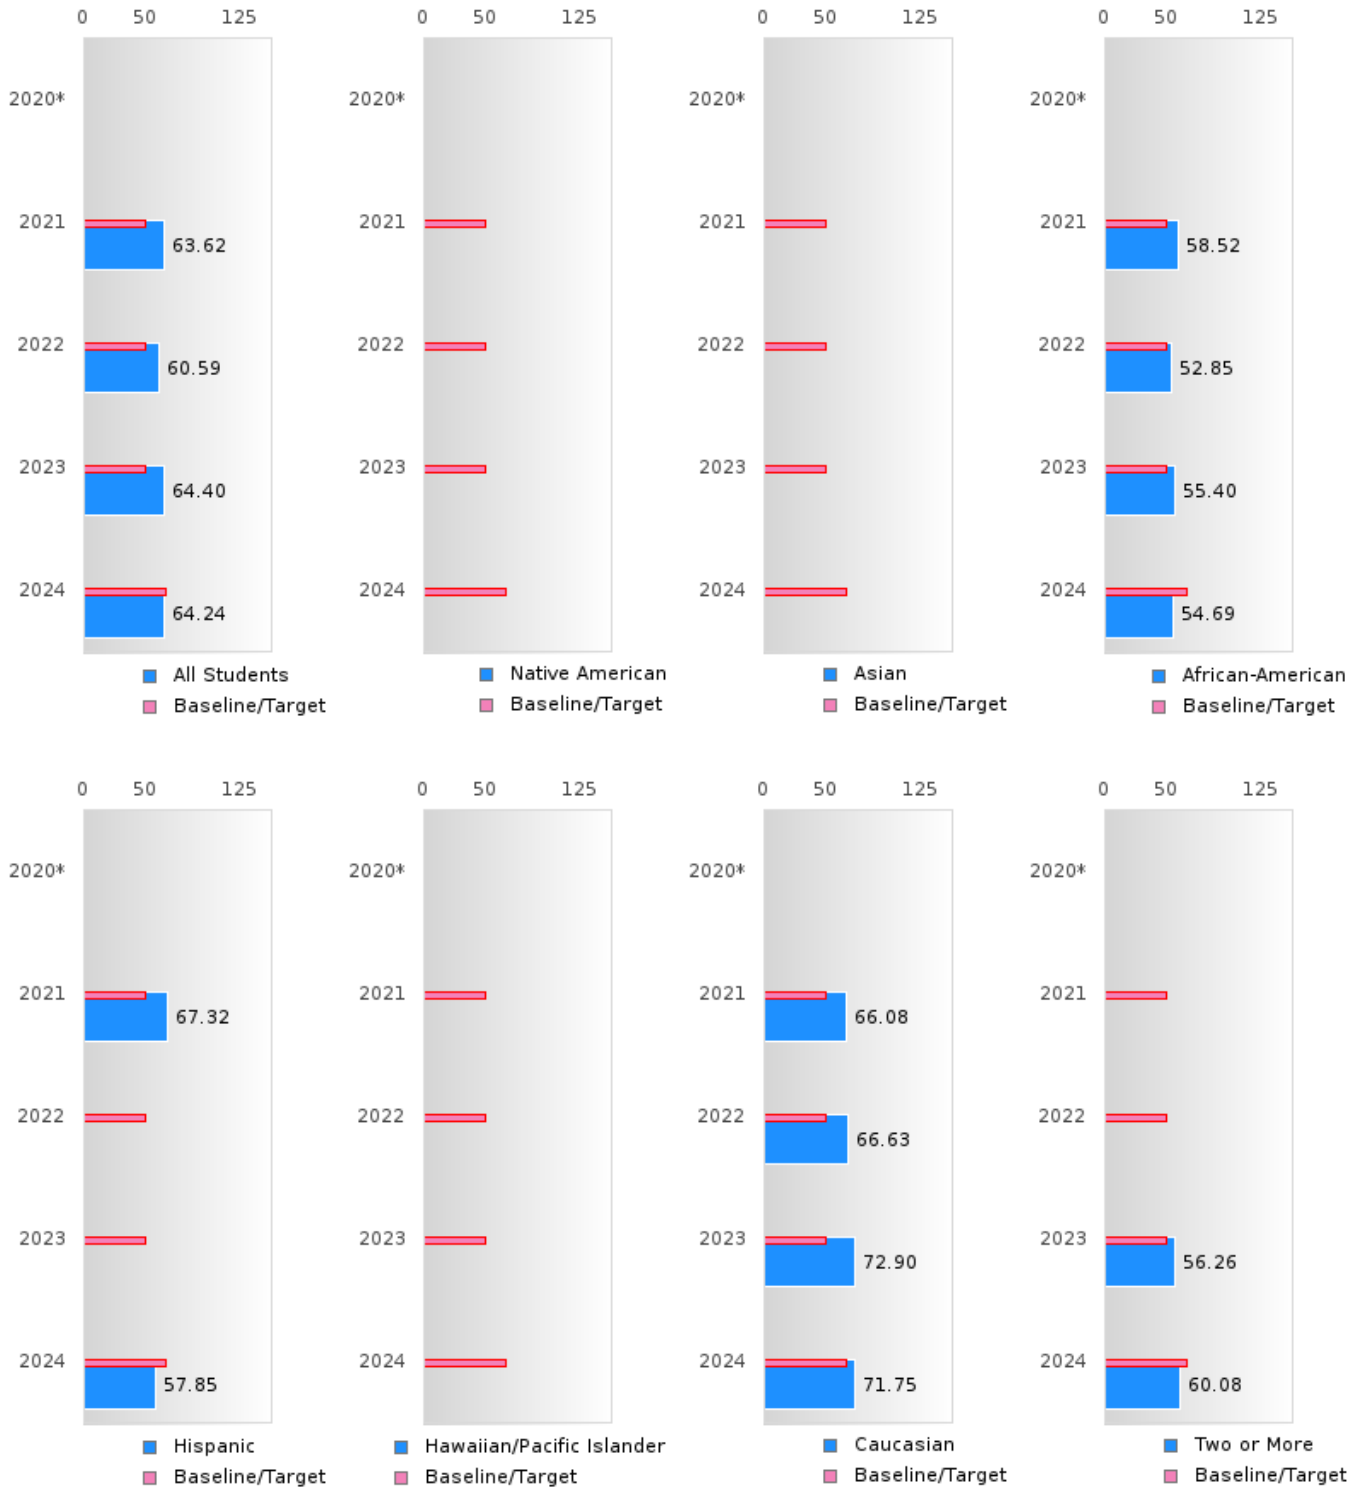 0 50 125 0 50 125 0 50 125 0 50 125
2020* 2020* 2020* 2020*
2021 63.62 2021 2021 2021 58.52
2022 60.59 2022 2022 2022 52.85
2023 64.40 2023 2023 2023 55.40
2024 64.24 2024 2024 2024 54.69
All Students Native American Asian African-American
Baseline/Target Baseline/Target Baseline/Target Baseline/Target
0 50 125 0 50 125 0 50 125 0 50 125
2020* 2020* 2020* 2020*
2021 67.32 2021 2021 66.08 2021
2022 2022 2022 66.63 2022
2023 2023 2023 72.90 2023 56.26
2024 57.85 2024 2024 71.75 2024 60.08
Hispanic Hawaiian/Pacific Islander Caucasian Two or More
Baseline/Target Baseline/Target Baseline/Target Baseline/Target